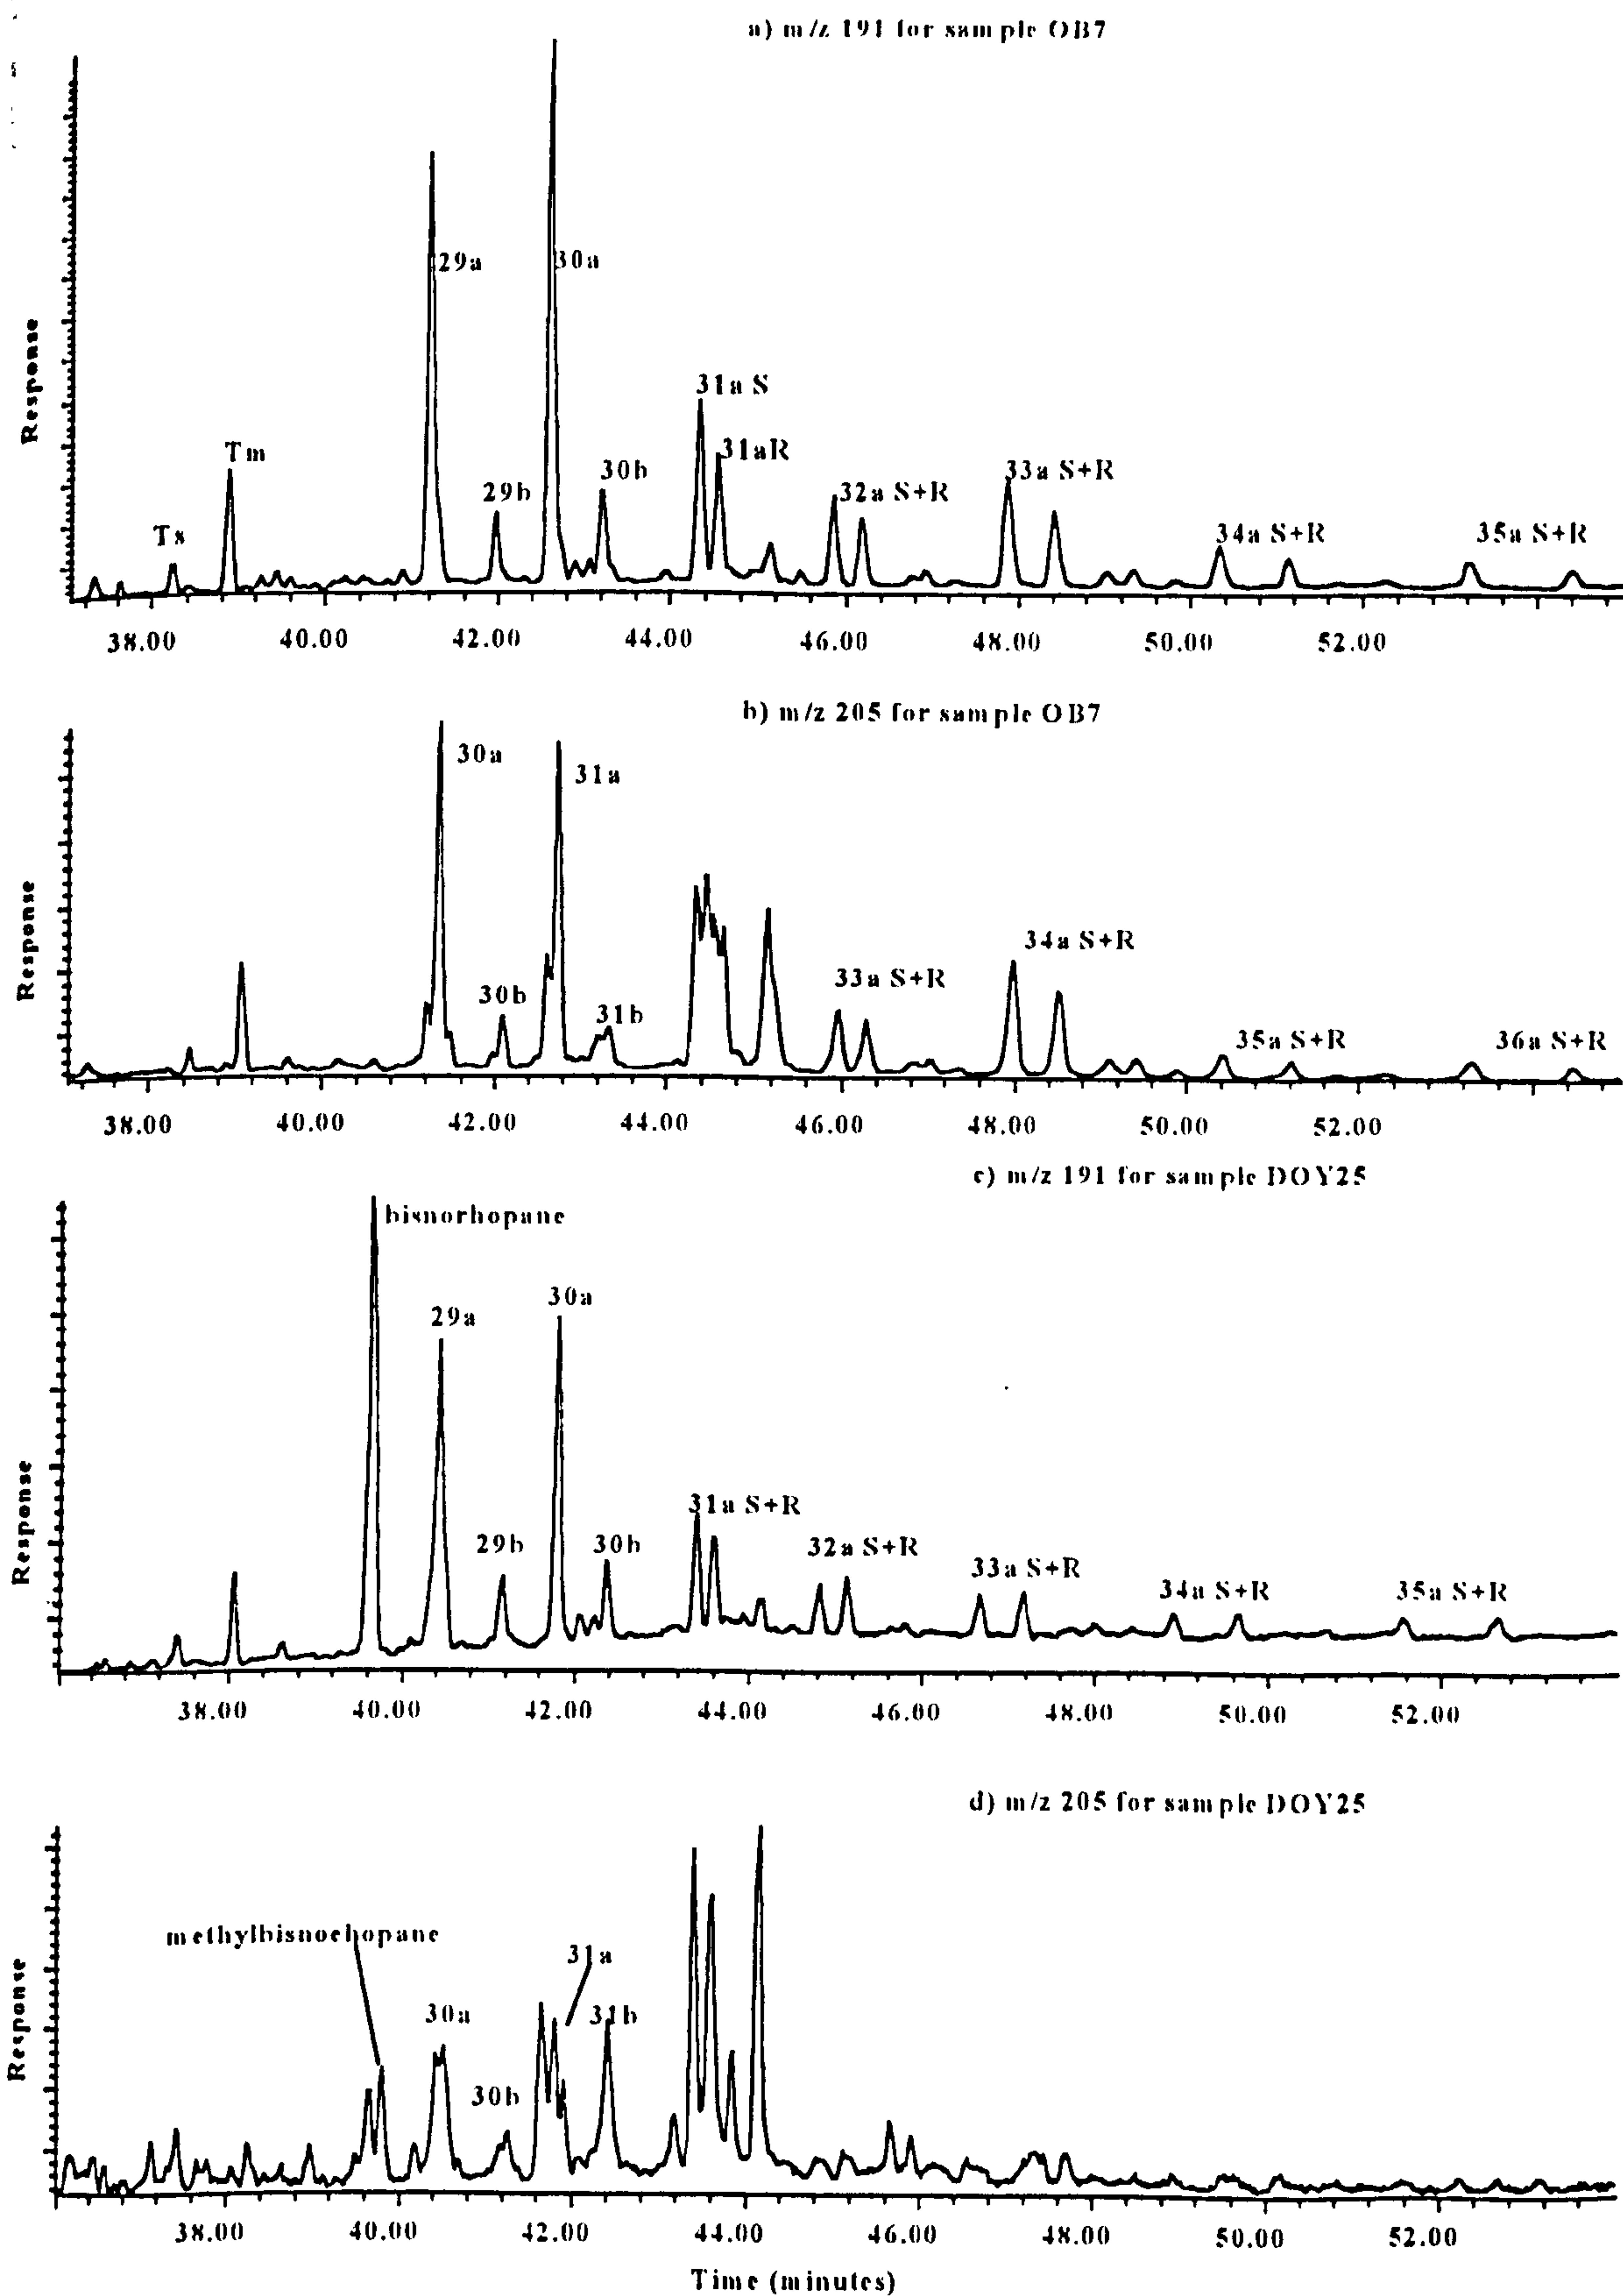 a) m/z 191 for sample OB7
Response
29a
30a
31a S
31aR
Tm
30b
33a S+R
29b
32a S+R
Ts
34a S+R
35a S+R
38.00 40.00 42.00 44.00 46.00 48.00 50.00 52.00
b) m/z 205 for sample OB7
Response
30a
31a
34a S+R
33a S+R
30b
31b
35a S+R
36a S+R
38.00 40.00 42.00 44.00 46.00 48.00 50.00 52.00
c) m/z 191 for sample DOY25
Response
bisnorhopane
30a
29a
31a S+R
29b
30b
32a S+R
33a S+R
34a S+R
35a S+R
38.00 40.00 42.00 44.00 46.00 48.00 50.00 52.00
d) m/z 205 for sample DOY25
Response
methylbisnochopane
31a
30a
31b
30b
38.00 40.00 42.00 44.00 46.00 48.00 50.00 52.00
Time (minutes)